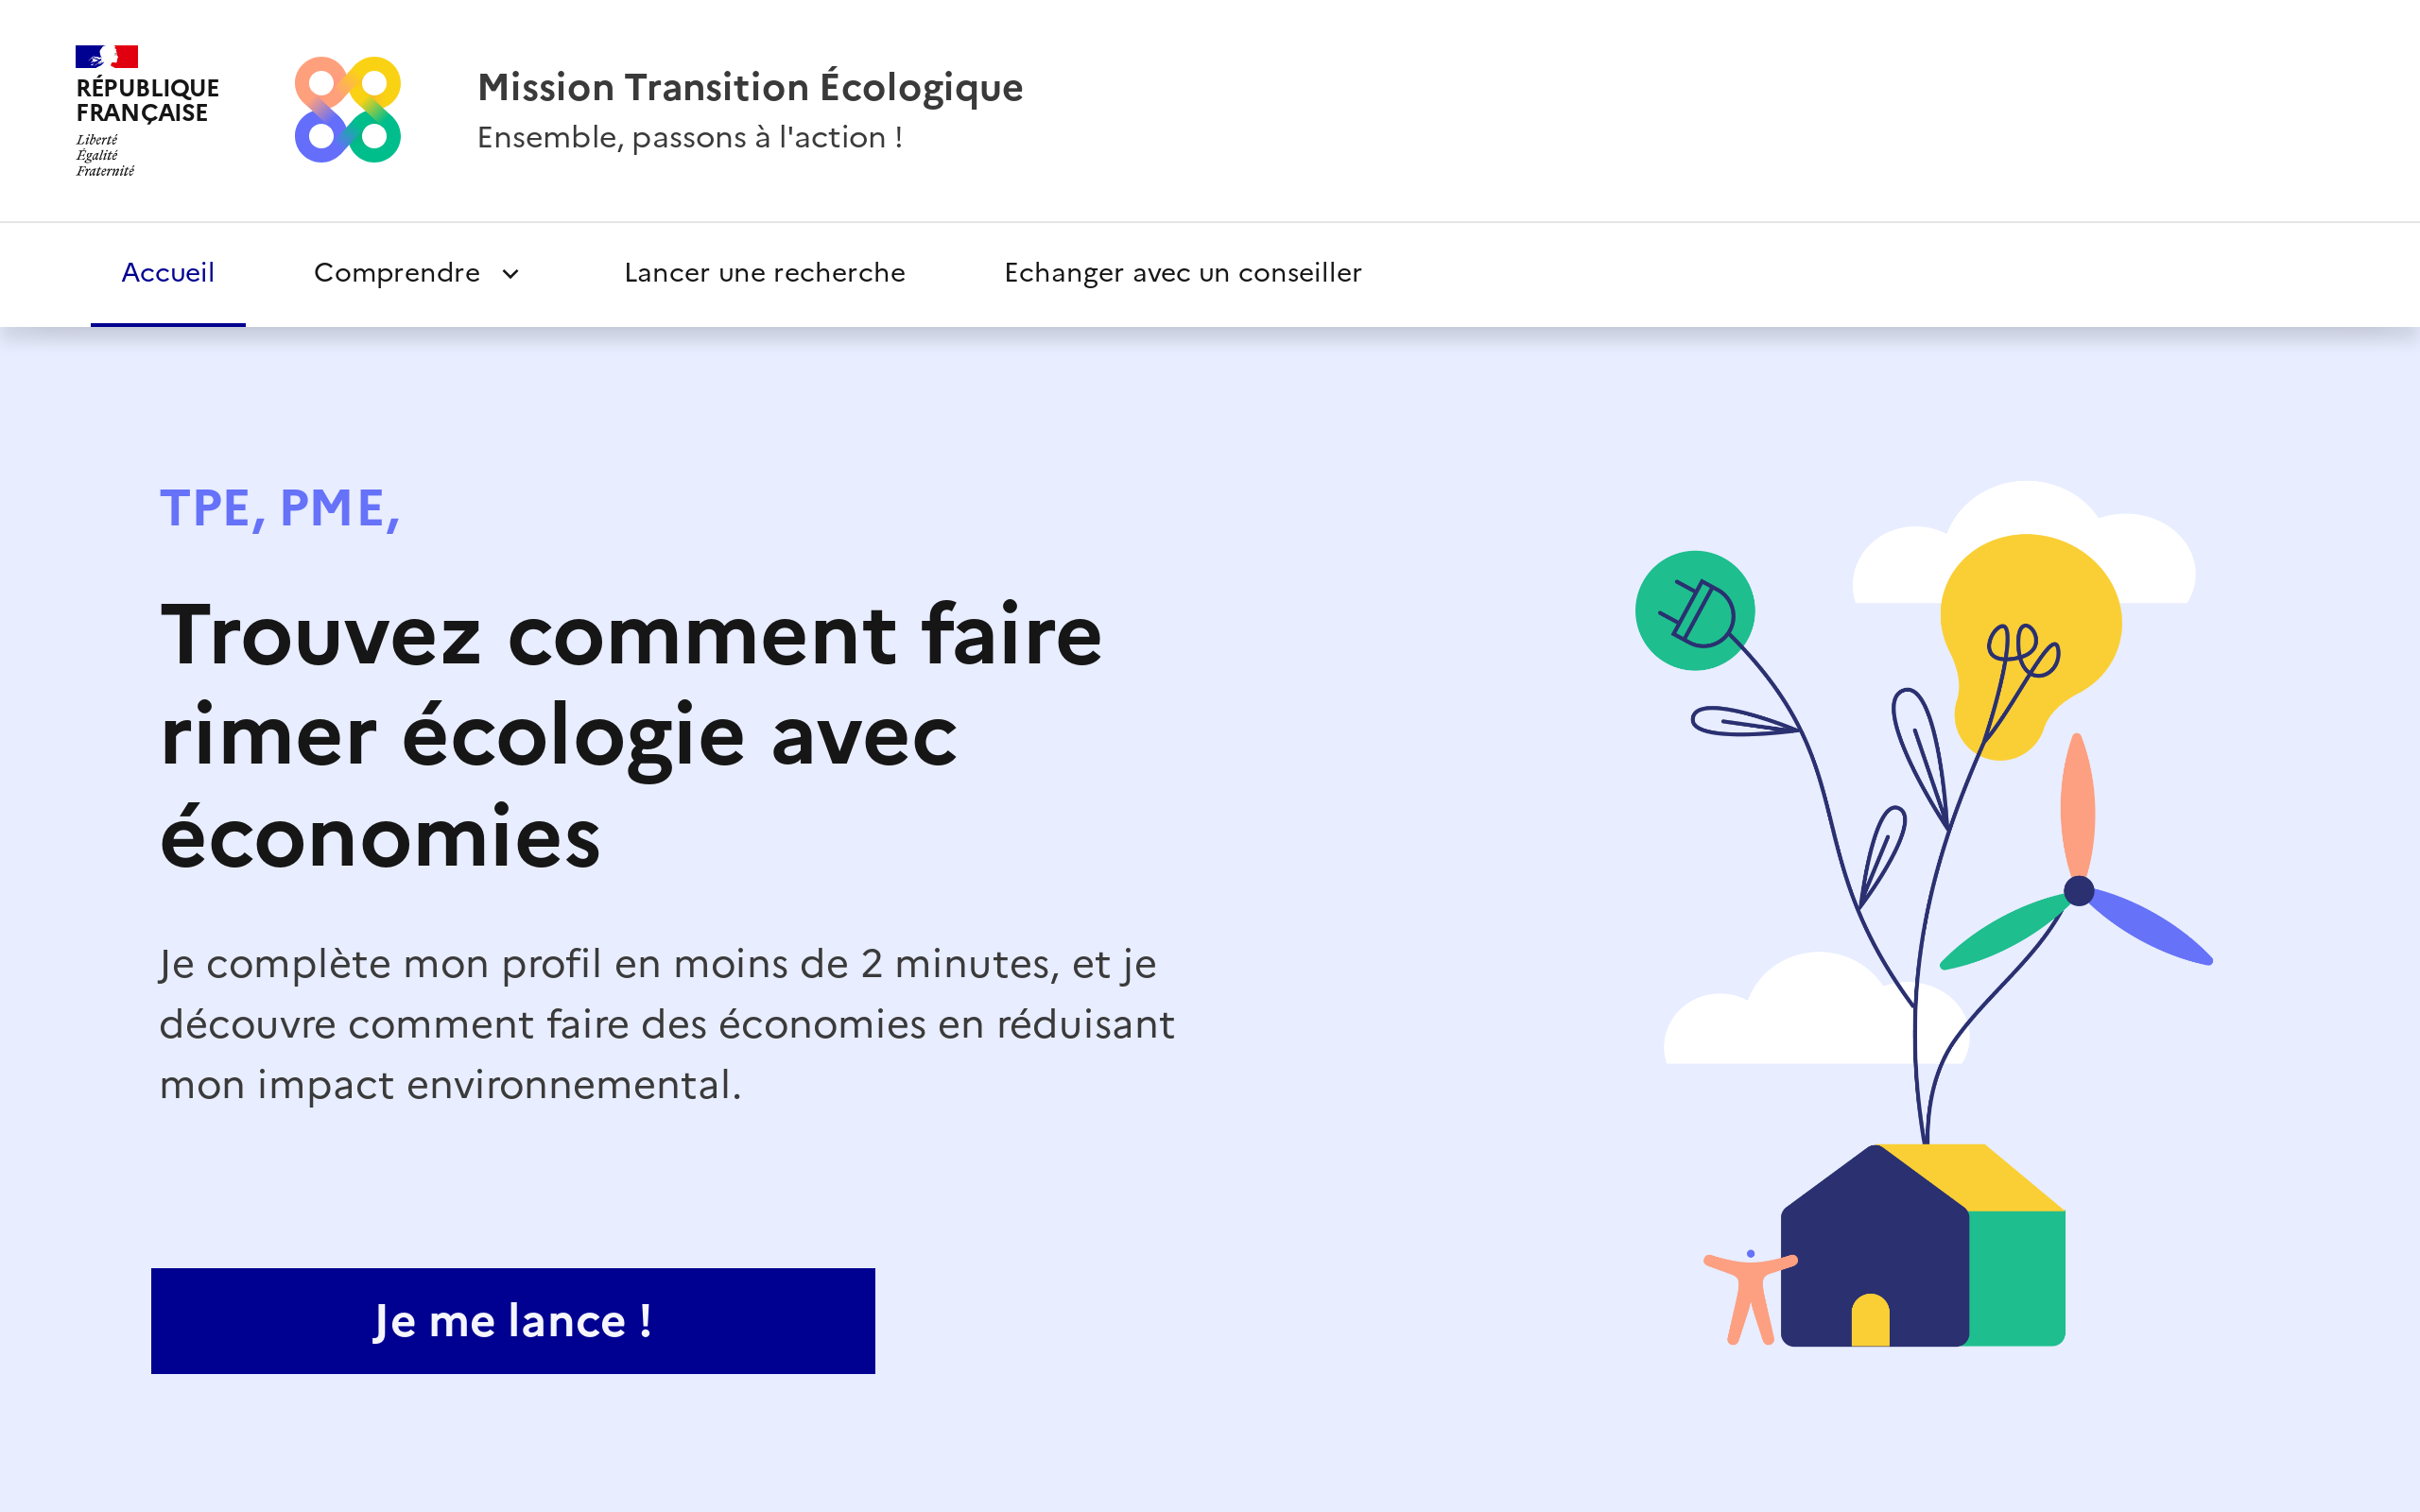 RÉPUBLIQUE
FRANÇAISE
Liberté
Égalité
Fraternité
Mission Transition Écologique
Ensemble, passons à l'action !
Accueil
Comprendre
Lancer une recherche
Echanger avec un conseiller
TPE, PME,
Trouvez comment faire
rimer écologie avec
économies
Je complète mon profil en moins de 2 minutes, et je
découvre comment faire des économies en réduisant
mon impact environnemental.
Je me lance !